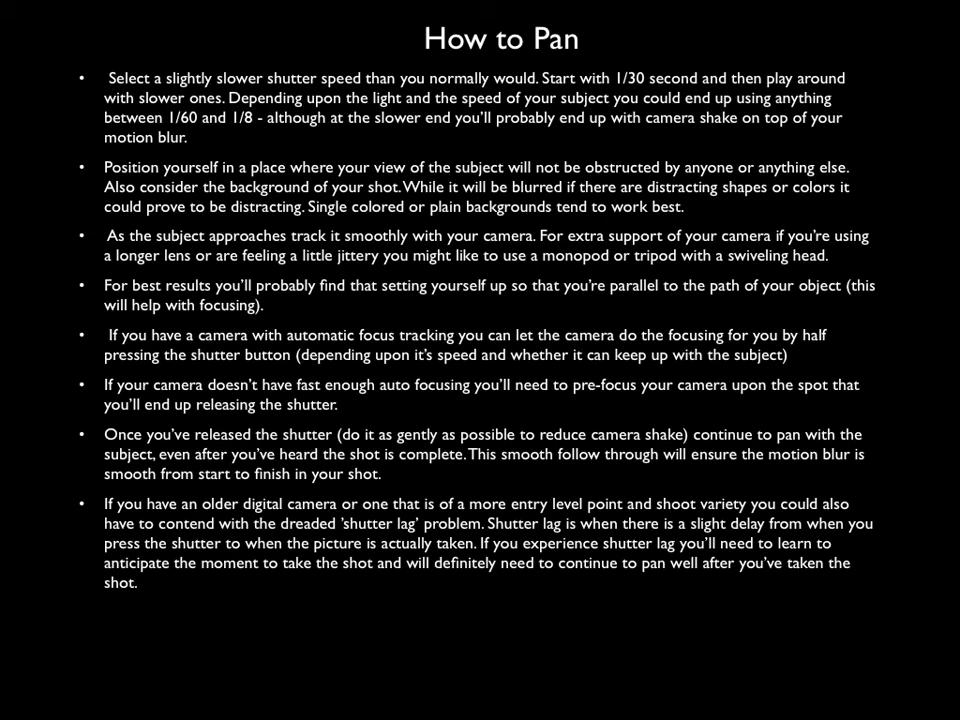 How to Pan
• Select a slightly slower shutter speed than you normally would. Start with 1/30 second and then play around
with slower ones. Depending upon the light and the speed of your subject you could end up using anything
between 1/60 and 1/8 - although at the slower end you'll probably end up with camera shake on top of your
motion blur.
• Position yourself in a place where your view of the subject will not be obstructed by anyone or anything else.
Also consider the background of your shot. While it will be blurred if there are distracting shapes or colors it
could prove to be distracting. Single colored or plain backgrounds tend to work best.
• As the subject approaches track it smoothly with your camera. For extra support of your camera if you're using
a longer lens or are feeling a little jittery you might like to use a monopod or tripod with a swiveling head.
• For best results you'll probably find that setting yourself up so that you're parallel to the path of your object (this
will help with focusing).
• If you have a camera with automatic focus tracking you can let the camera do the focusing for you by half
pressing the shutter button (depending upon it's speed and whether it can keep up with the subject)
• If your camera doesn't have fast enough auto focusing you'll need to pre-focus your camera upon the spot that
you'll end up releasing the shutter.
• Once you've released the shutter (do it as gently as possible to reduce camera shake) continue to pan with the
subject, even after you've heard the shot is complete. This smooth follow through will ensure the motion blur is
smooth from start to finish in your shot.
• If you have an older digital camera or one that is of a more entry level point and shoot variety you could also
have to contend with the dreaded 'shutter lag' problem. Shutter lag is when there is a slight delay from when you
press the shutter to when the picture is actually taken. If you experience shutter lag you'll need to learn to
anticipate the moment to take the shot and will definitely need to continue to pan well after you've taken the
shot.